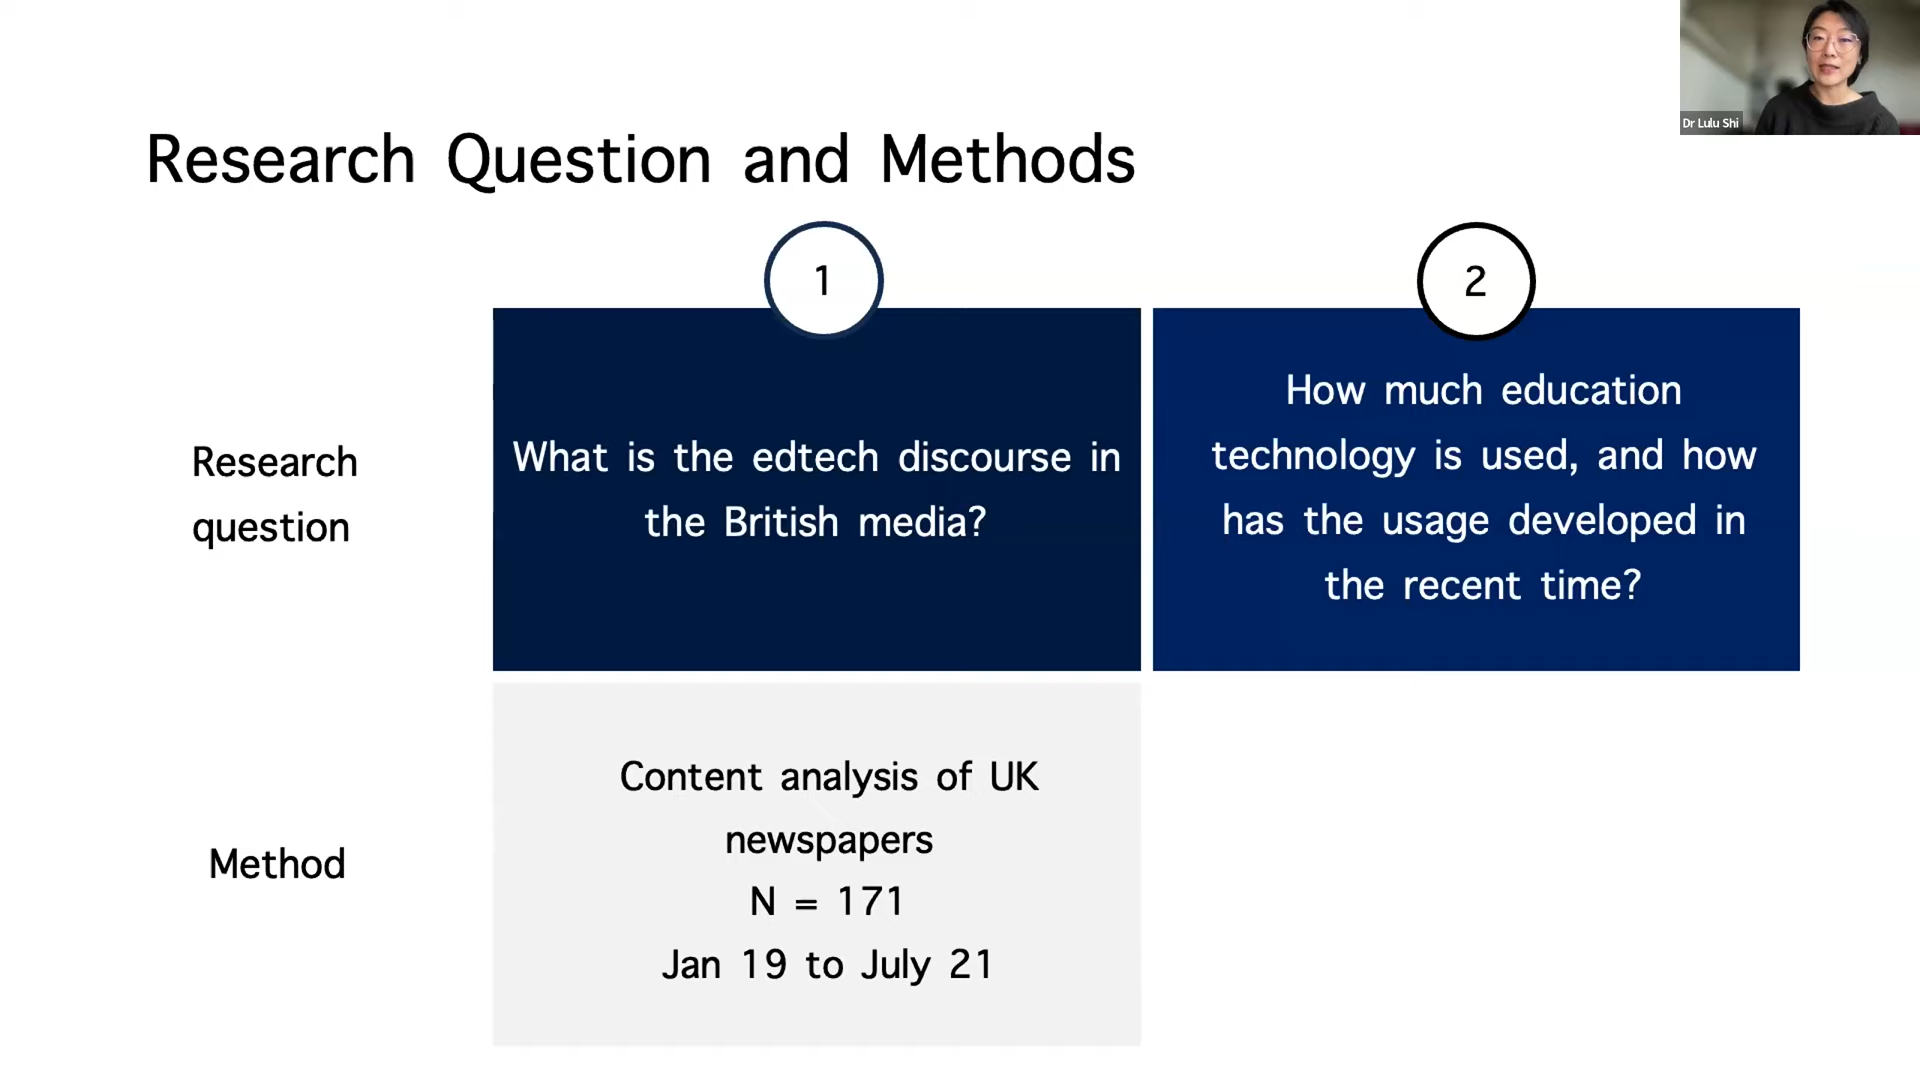 Dr Lulu Shi
Research Question and Methods
1
2
Research
question
What is the edtech discourse in
the British media?
How much education
technology is used, and how
has the usage developed in
the recent time?
Method
Content analysis of UK
newspapers
N = 171
Jan 19 to July 21